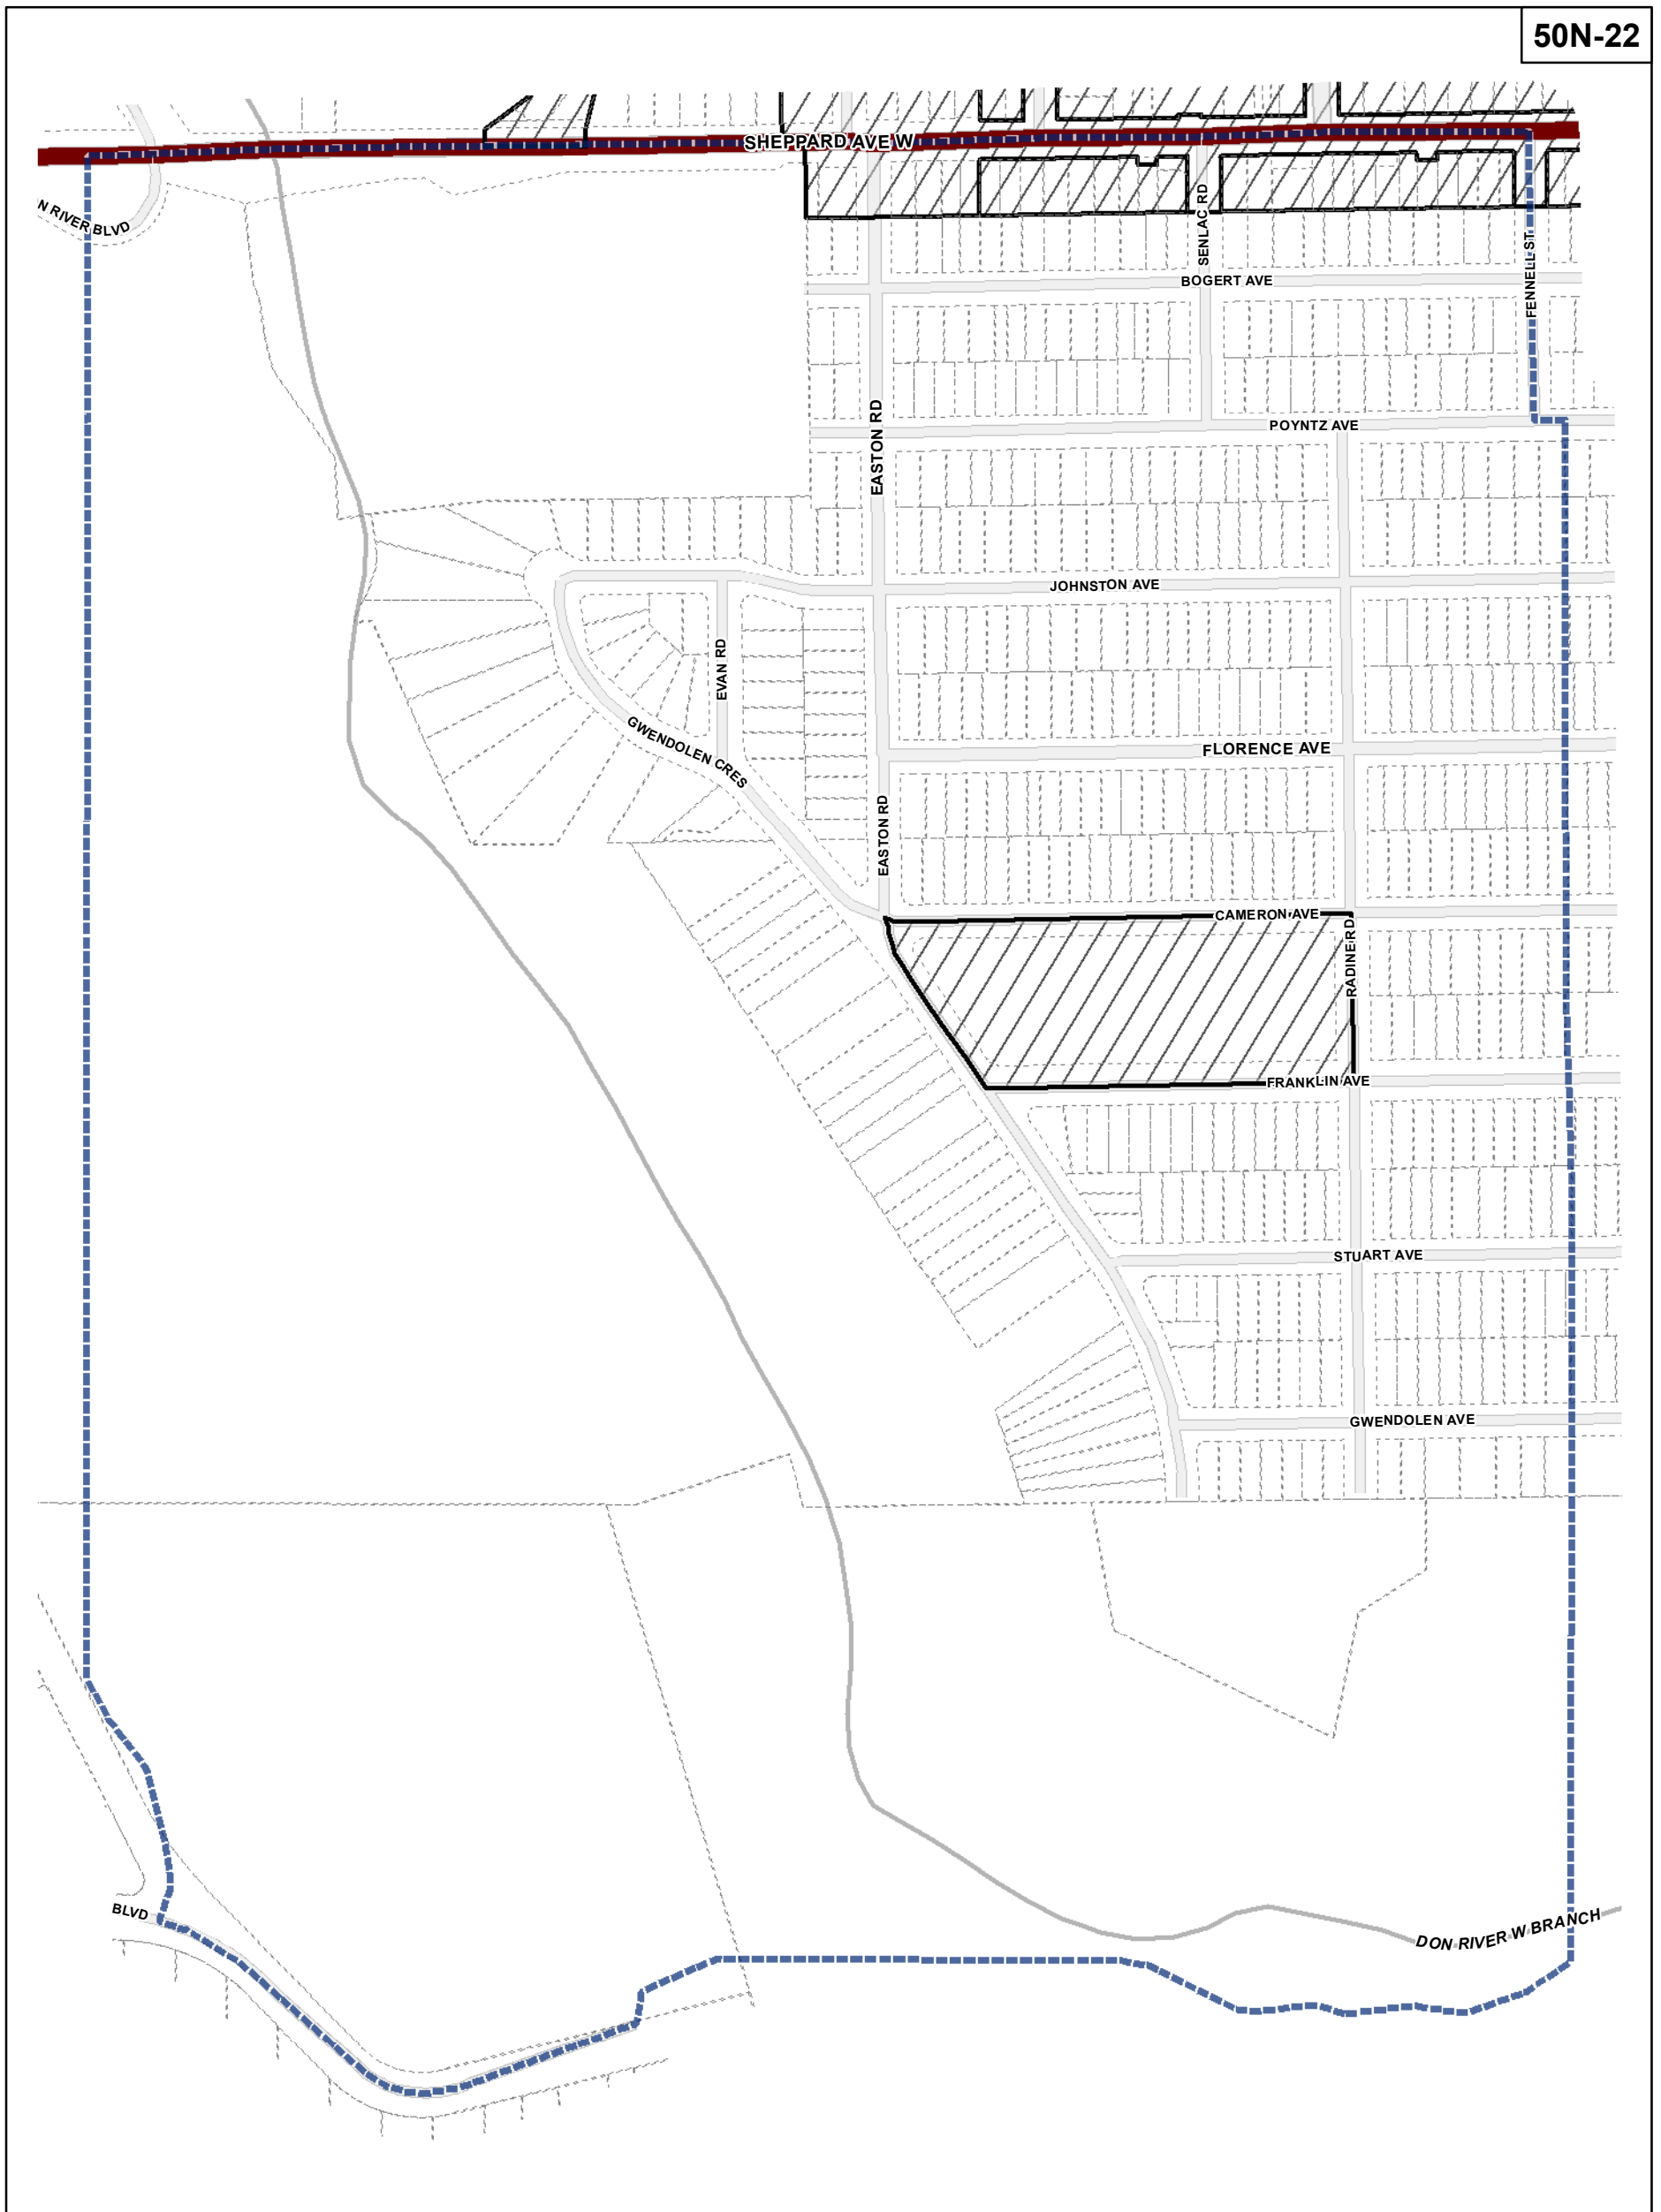 50N-22
SHEPPARD AVE W
N RIVER BLVD
SENLAC RD
FENNELL ST
BOGERT AVE
EASTON RD
POYNTZ AVE
JOHNSTON AVE
EVAN RD
GWENDOLEN CRES
FLORENCE AVE
EASTON RD
CAMERON AVE
RADINE RD
FRANKLIN AVE
STUART AVE
GWENDOLEN AVE
BLVD
DON RIVER W BRANCH